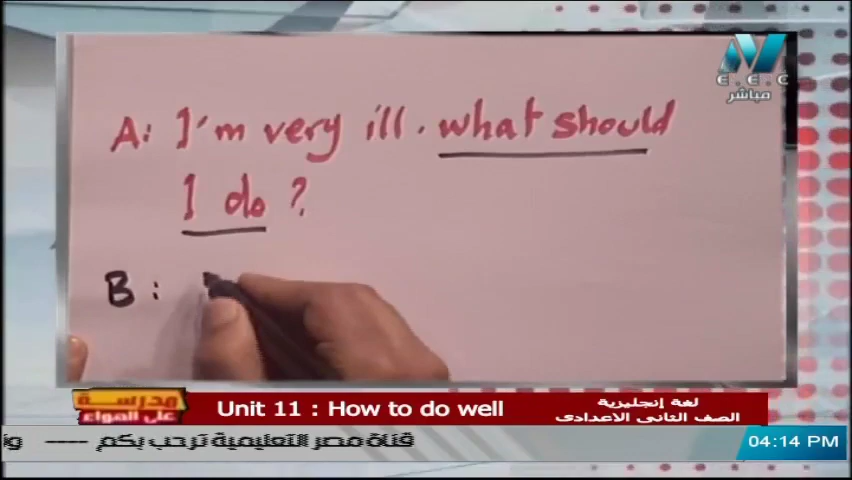 A: I'm very ill. what should
I do?
B:
E.E.C
مباشر
مدرسة
على الهواء
Unit 11 : How to do well
لغة إنجليزية
الصف الثانى الاعدادى
قناة مصر التعليمية ترحب بكم ----
04:14 PM